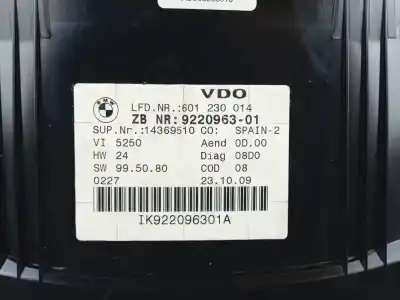 VDO
LFD.NR.:601 230 014
ZB NR:9220963-01
SUP.Nr.:14369510 CO: SPAIN-2
VI 5250 Aend 0D.00
HW 24 Diag 08D0
SW 99.50.80 COD 08
0227 23.10.09
IK922096301A